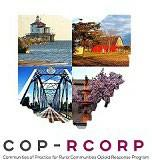 COP-RCORP
Communities of Practice for Rural Communities Opioid Response Program